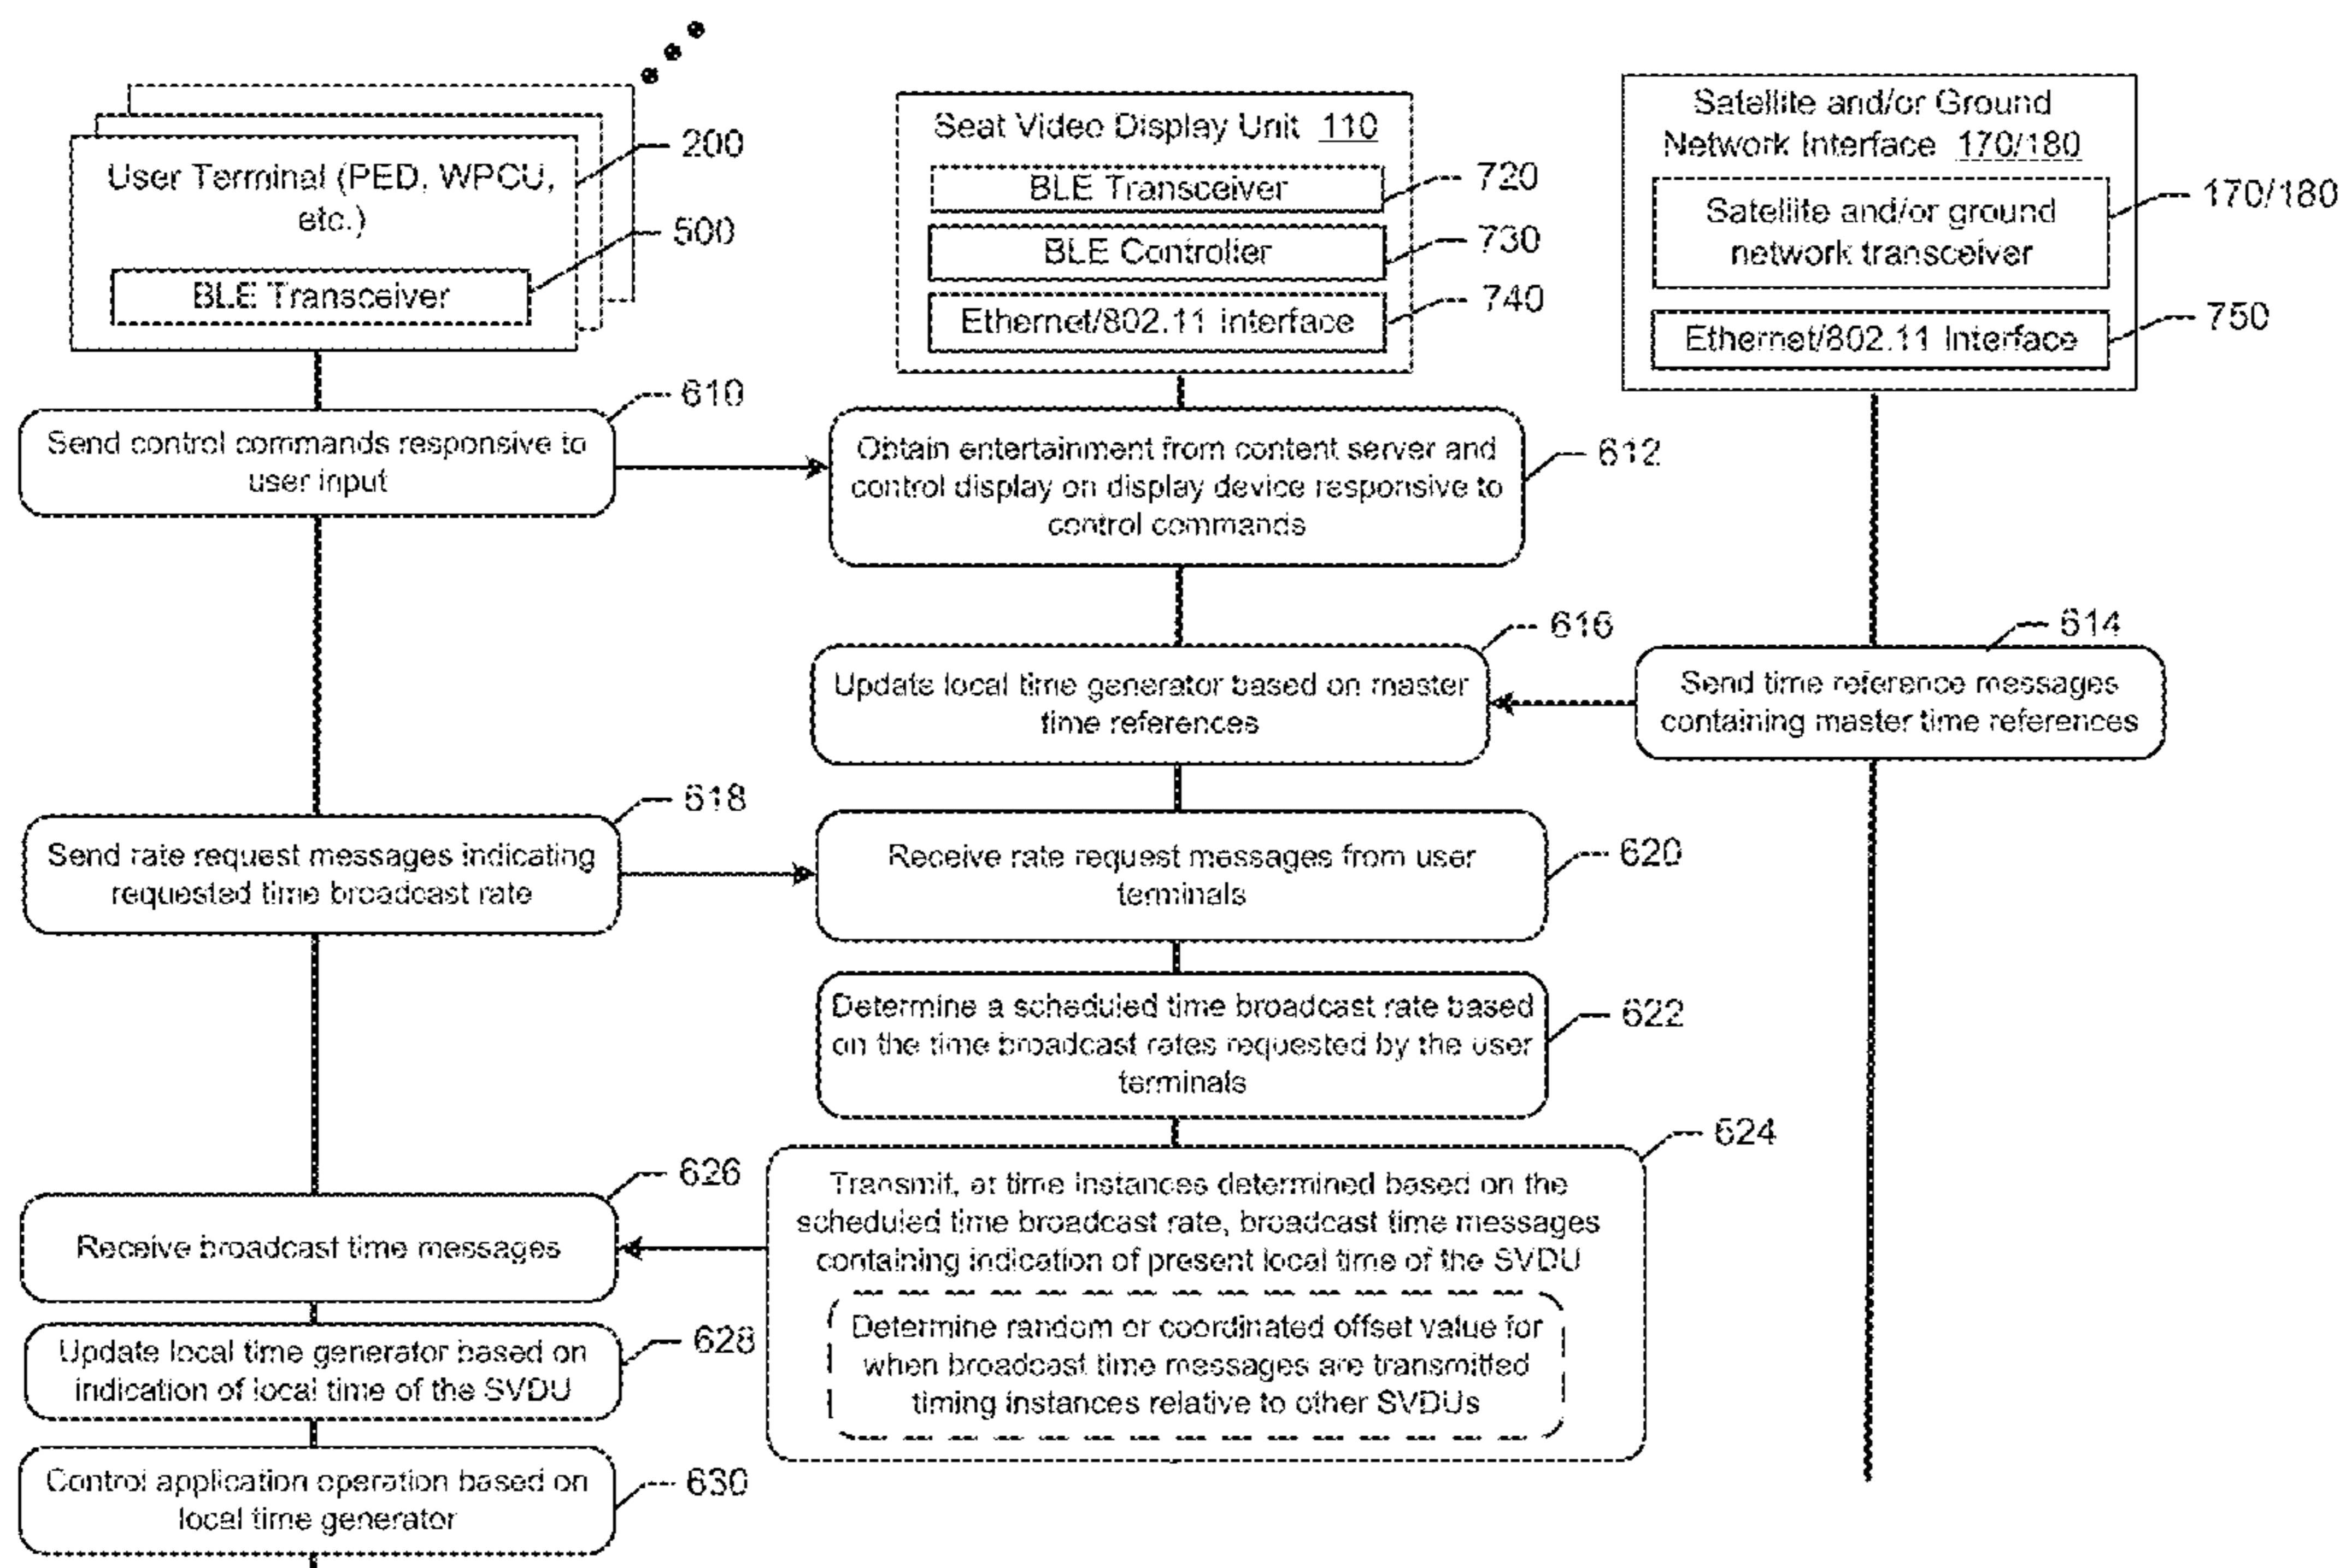 User Terminal (PED, WPCU,
etc.)
BLE Transceiver
200
500
Seat Video Display Unit 110
BLE Transceiver
BLE Controller
Ethernet/802.11 Interface
720
730
740
Satellite and/or Ground
Network Interface 170/180
Satellite and/or ground
network transceiver
Ethernet/802.11 Interface
170/180
750
610
Send control commands responsive to
user input
Obtain entertainment from content server and
control display on display device responsive to
control commands
612
616
Update local time generator based on master
time references
614
Send time reference messages
containing master time references
618
Send rate request messages indicating
requested time broadcast rate
Receive rate request messages from user
terminals
620
Determine a scheduled time broadcast rate based
on the time broadcast rates requested by the user
terminals
622
624
Transmit, at time instances determined based on the
scheduled time broadcast rate, broadcast time messages
containing indication of present local time of the SVDU
Determine random or coordinated offset value for
when broadcast time messages are transmitted
timing instances relative to other SVDUs
626
Receive broadcast time messages
Update local time generator based on
indication of local time of the SVDU
628
Control application operation based on
local time generator
630